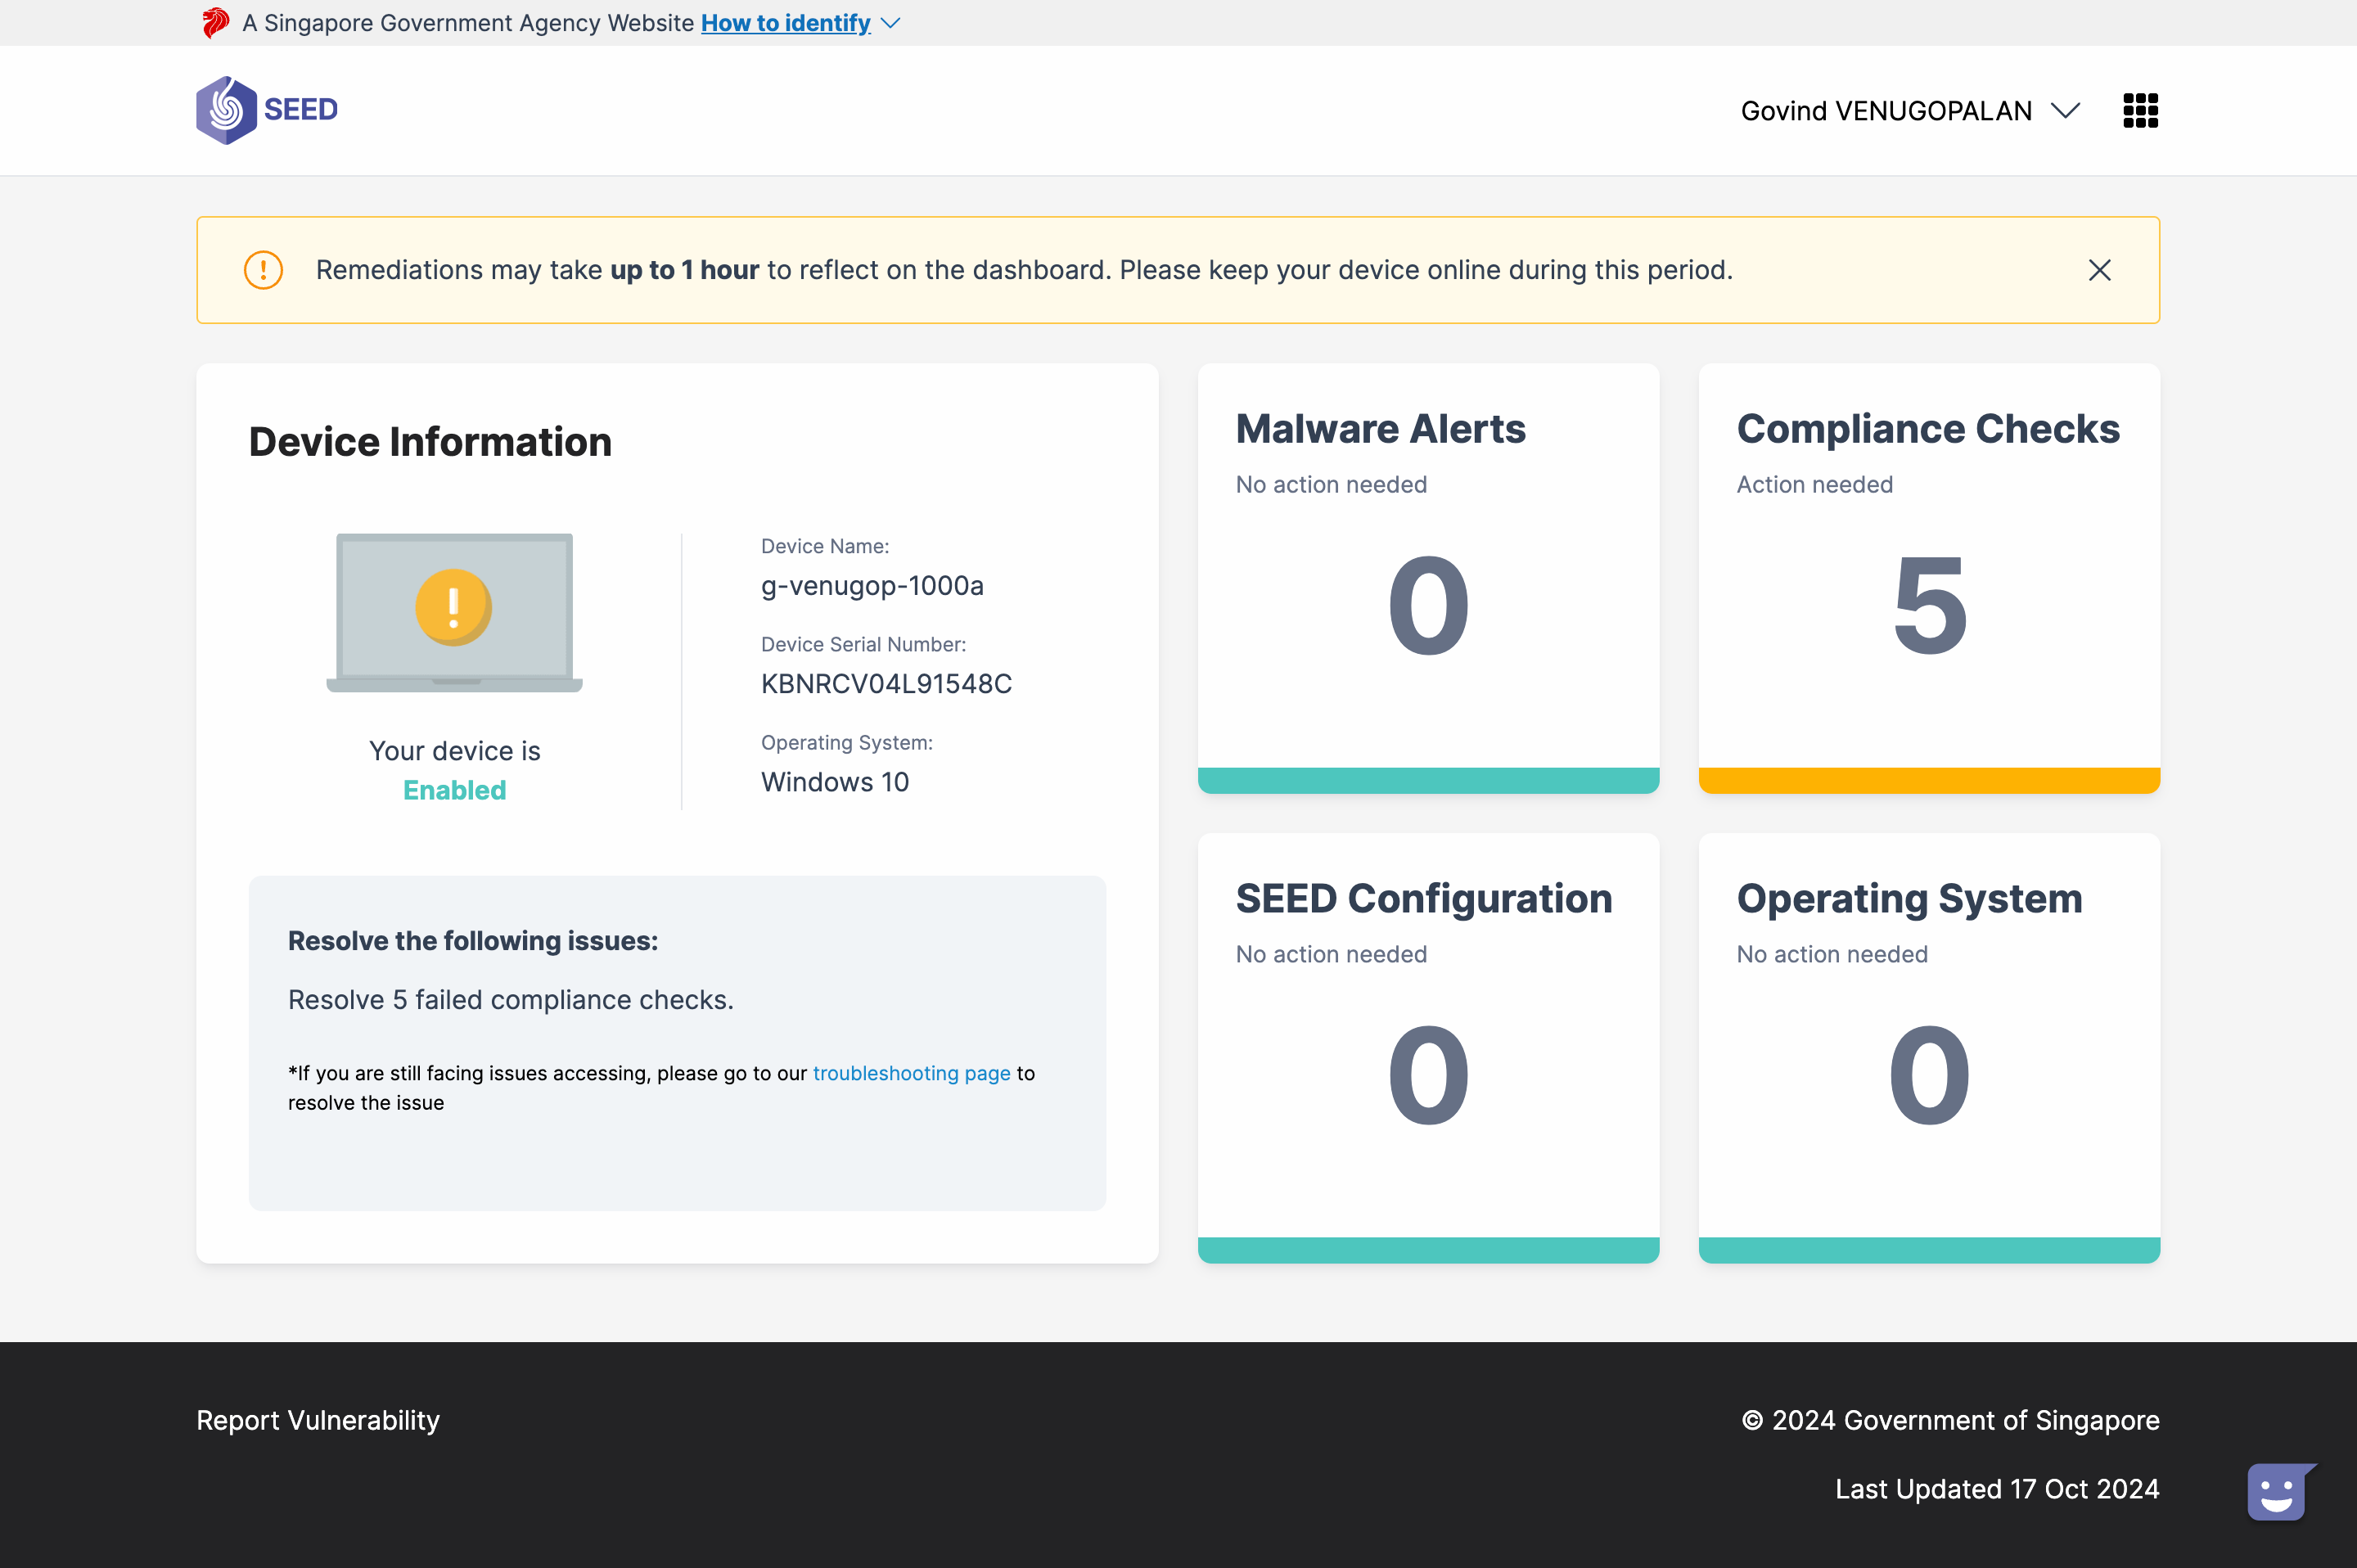 A Singapore Government Agency Website How to identify
SEED
Govind VENUGOPALAN
Remediations may take up to 1 hour to reflect on the dashboard. Please keep your device online during this period.
Device Information
Your device is
Enabled
Device Name:
g-venugop-1000a
Device Serial Number:
KBNRCV04L91548C
Operating System:
Windows 10
Resolve the following issues:
Resolve 5 failed compliance checks.
*If you are still facing issues accessing, please go to our troubleshooting page to
resolve the issue
Malware Alerts
No action needed
0
Compliance Checks
Action needed
5
SEED Configuration
No action needed
0
Operating System
No action needed
0
Report Vulnerability
© 2024 Government of Singapore
Last Updated 17 Oct 2024